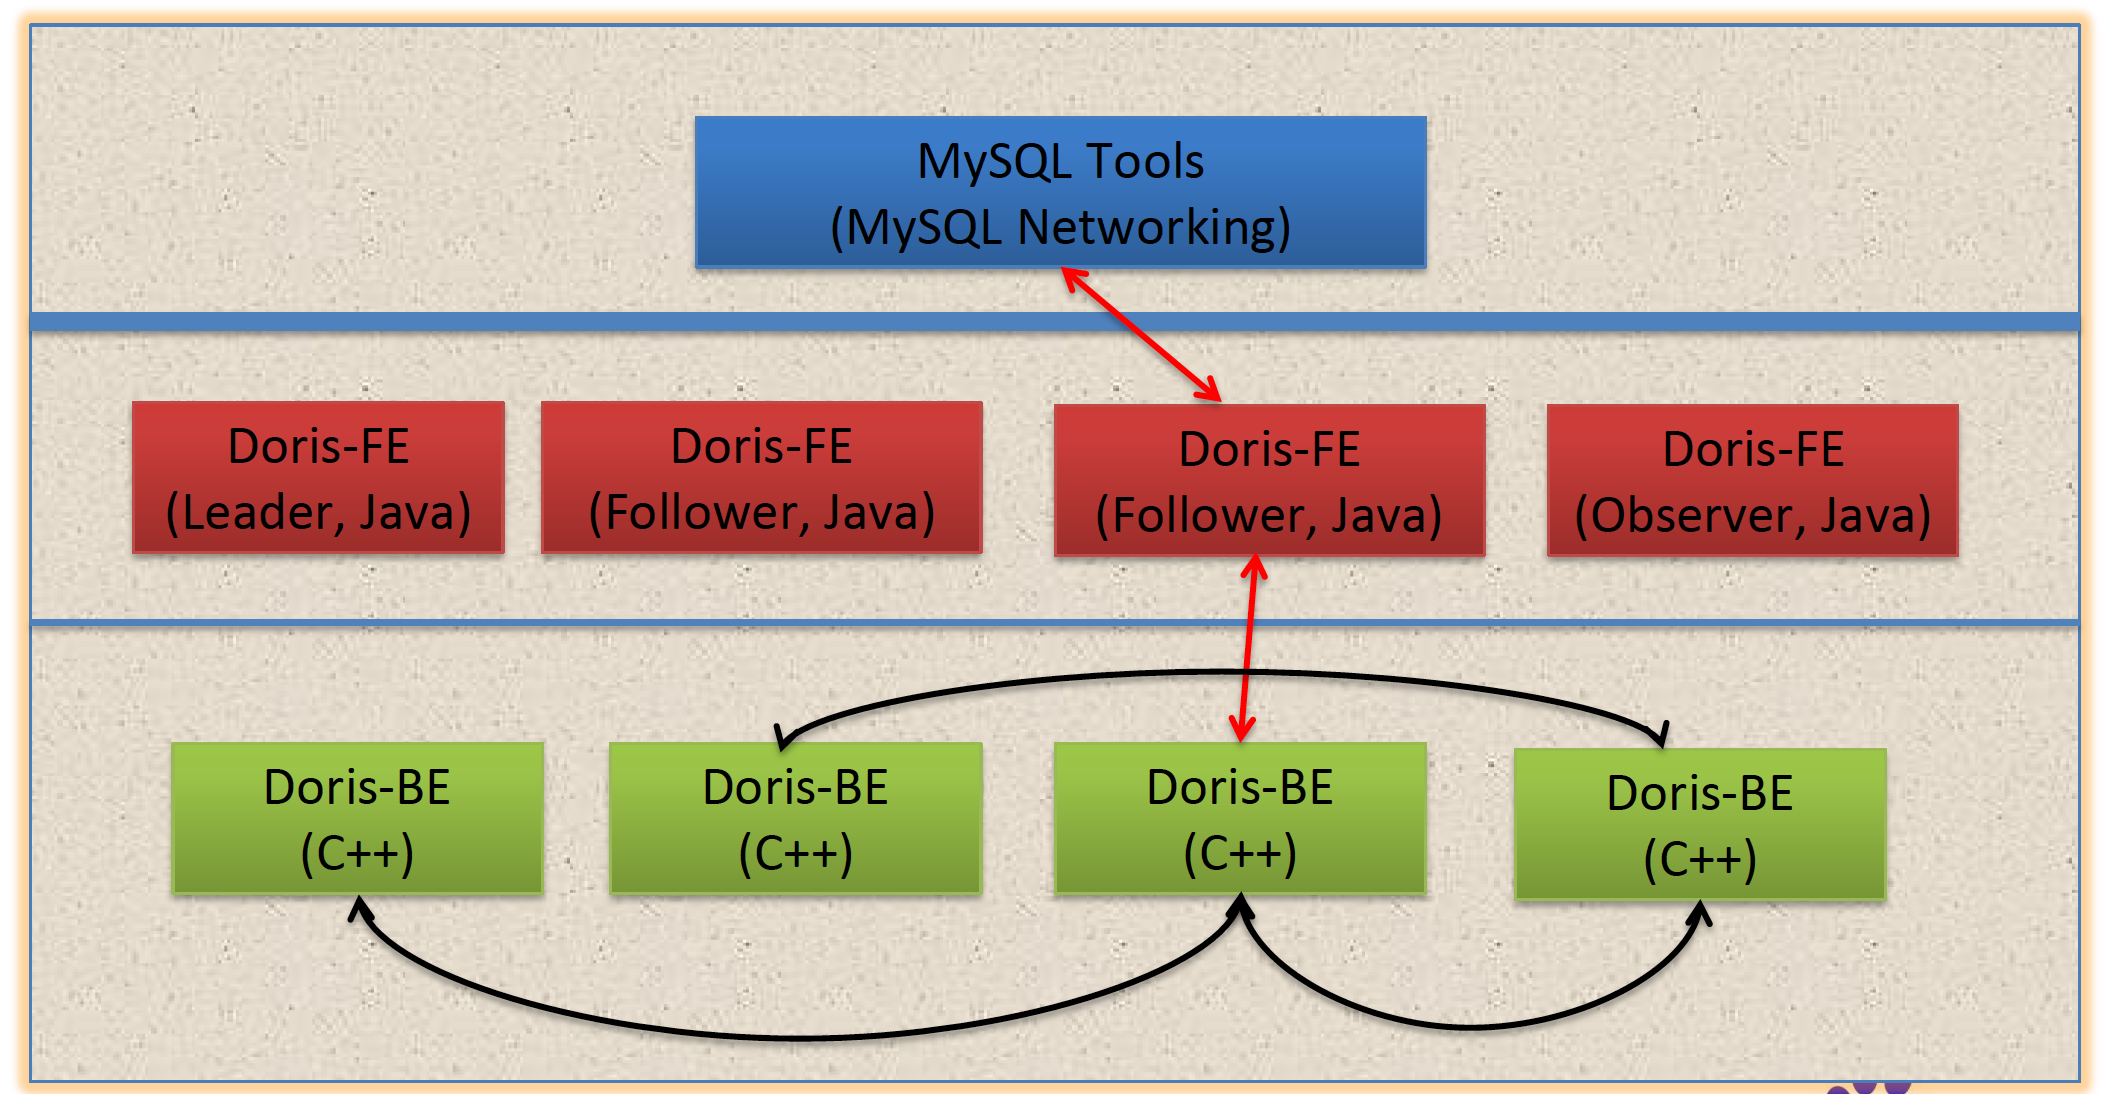 MySQL Tools
(MySQL Networking)
Doris-FE
(Leader, Java)
Doris-FE
(Follower, Java)
Doris-FE
(Follower, Java)
Doris-FE
(Observer, Java)
Doris-BE
(C++)
Doris-BE
(C++)
Doris-BE
(C++)
Doris-BE
(C++)